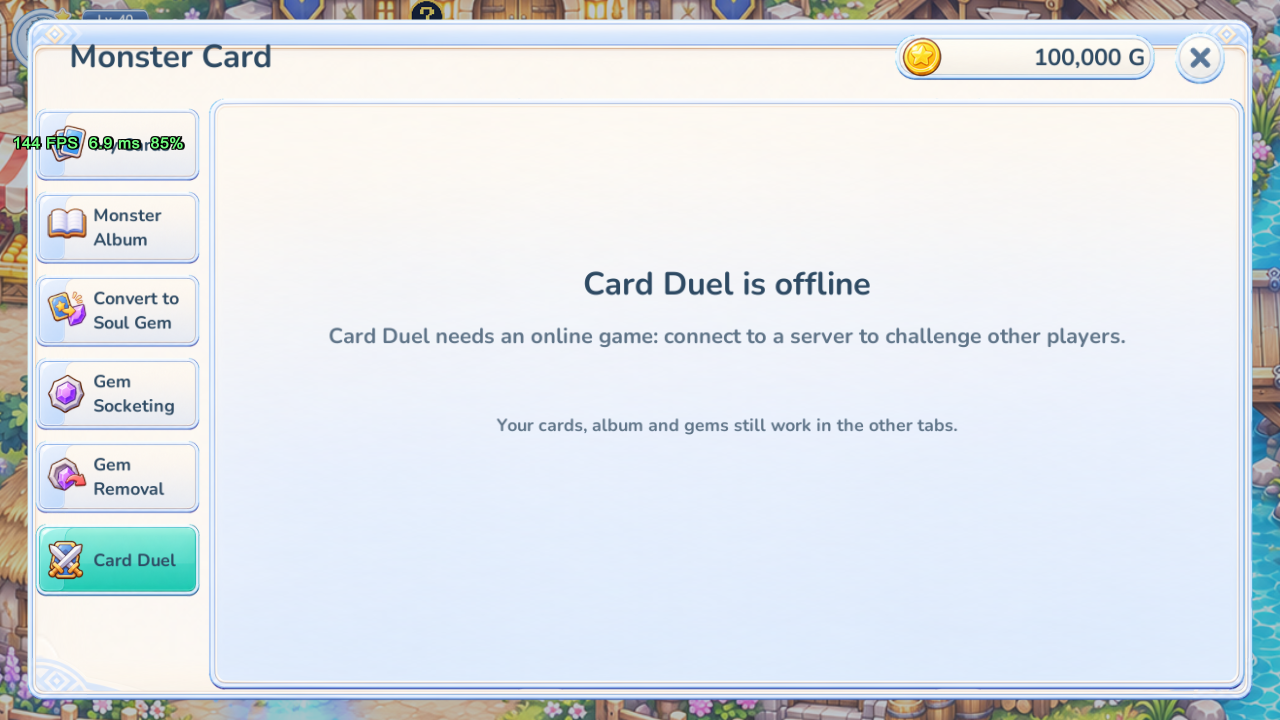 Lv. 40
?
Monster Card
100,000 G
144 FPS 6.9 ms 85%
Monster
Album
Convert to
Soul Gem
Gem
Socketing
Gem
Removal
Card Duel
Card Duel is offline
Card Duel needs an online game: connect to a server to challenge other players.
Your cards, album and gems still work in the other tabs.